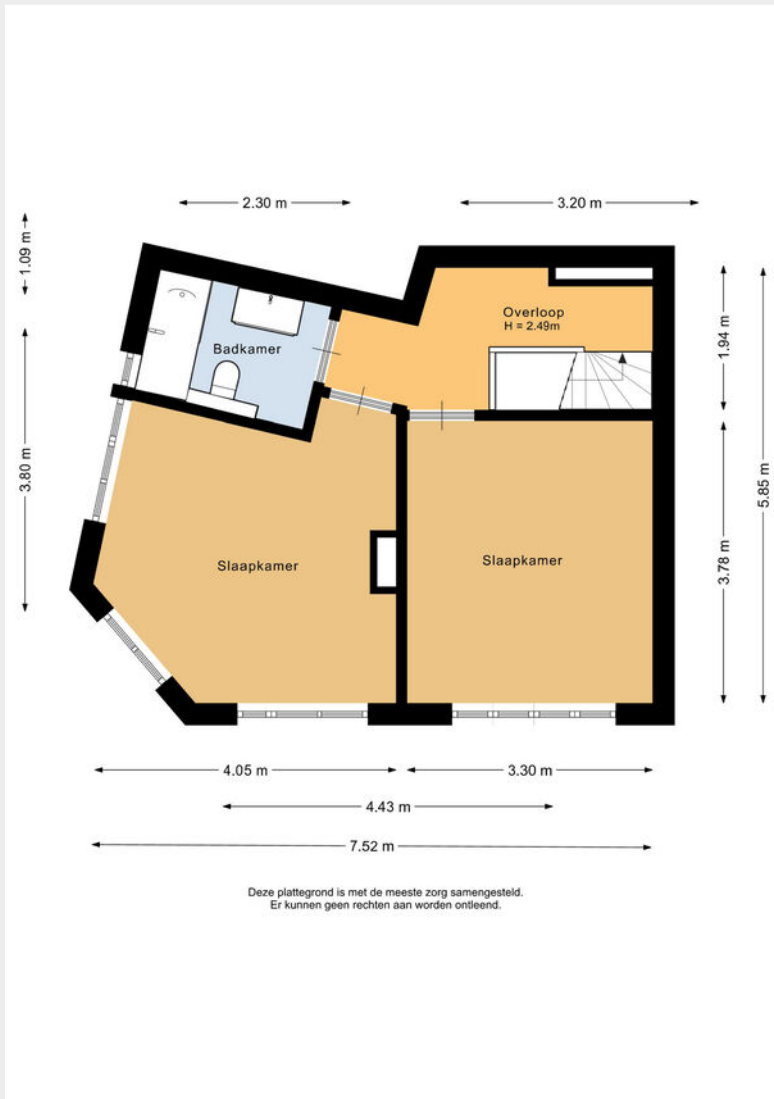 2.30 m
3.20 m
1.09 m
Overloop
H = 2.49m
1.94 m
Badkamer
3.80 m
5.85 m
Slaapkamer
Slaapkamer
3.78 m
4.05 m
3.30 m
4.43 m
7.52 m
Deze plattegrond is met de meeste zorg samengesteld.
Er kunnen geen rechten aan worden ontleend.